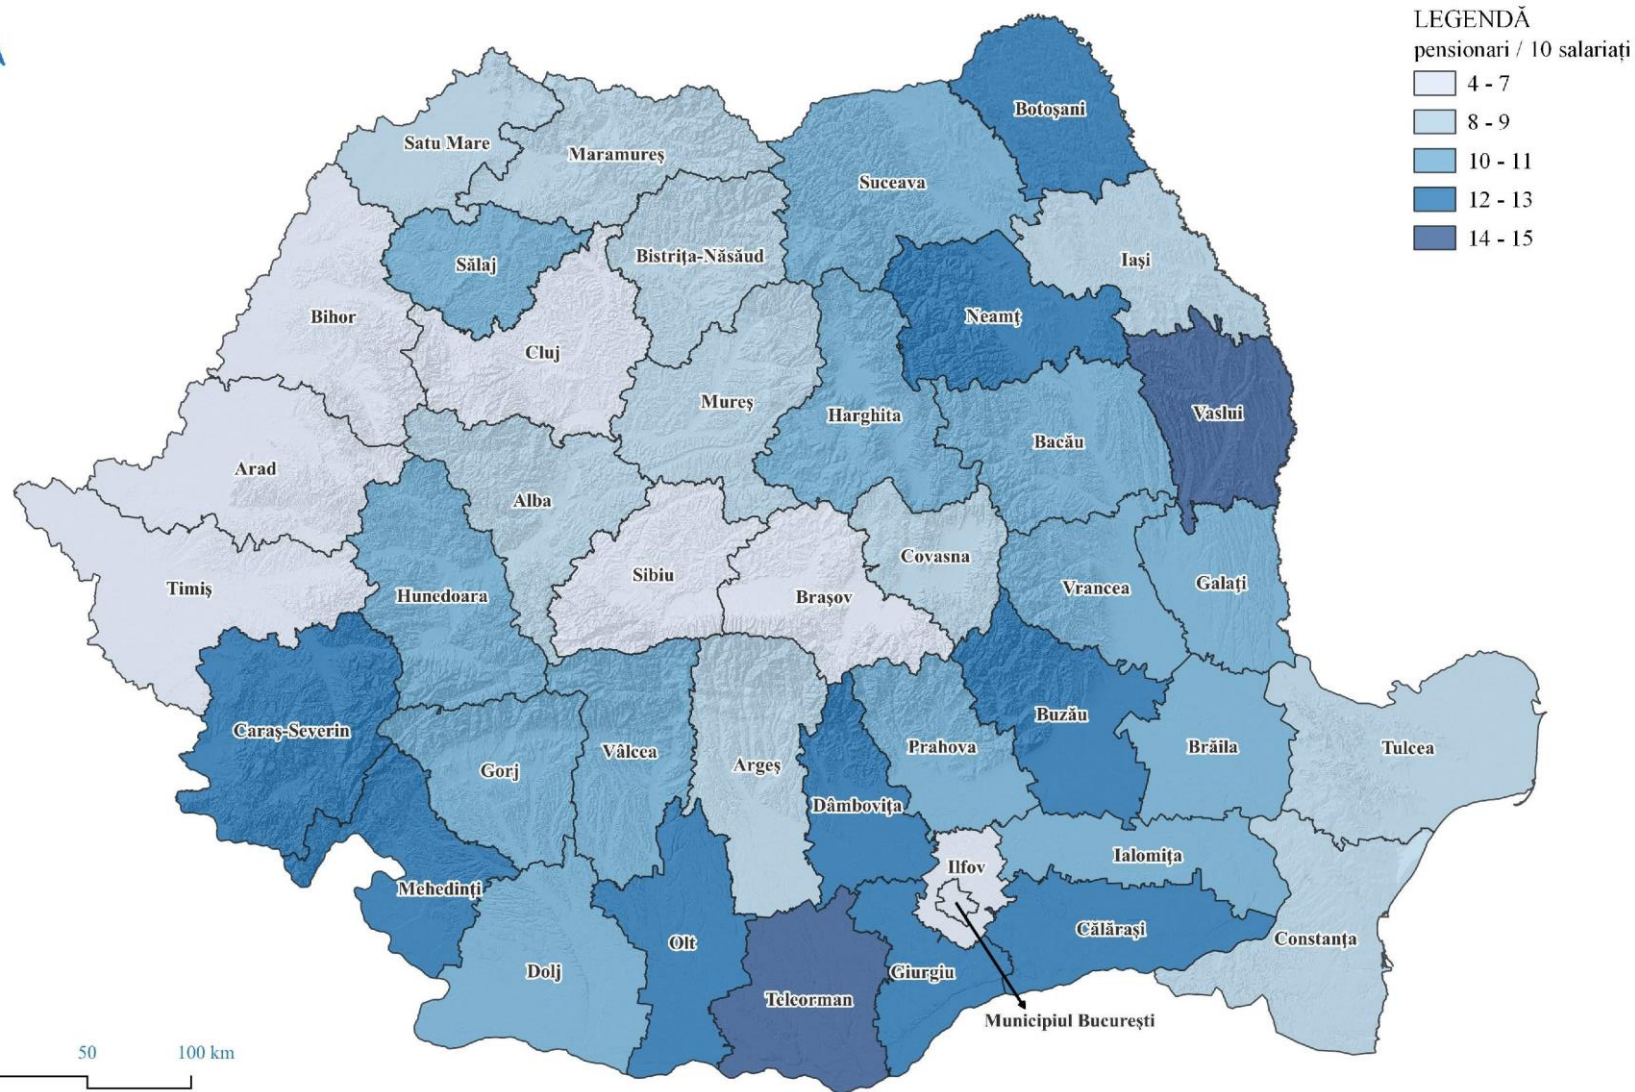 LEGENDĂ
pensionari / 10 salariați
4 - 7
8 - 9
10 - 11
12 - 13
14 - 15
Botoșani
Satu Mare
Maramureș
Suceava
Iași
Bistrița-Năsăud
Sălaj
Neamț
Bihor
Cluj
Mureș
Harghita
Vaslui
Bacău
Arad
Alba
Covasna
Sibiu
Brașov
Vrancea
Galați
Timiș
Hunedoara
Caraș-Severin
Buzău
Gorj
Vâlcea
Argeș
Prahova
Brăila
Tulcea
Dâmbovița
Ialomița
Ilfov
Mehedinți
Călărași
Constanța
Olt
Dolj
Giurgiu
Teleorman
Municipiul București
50
100 km